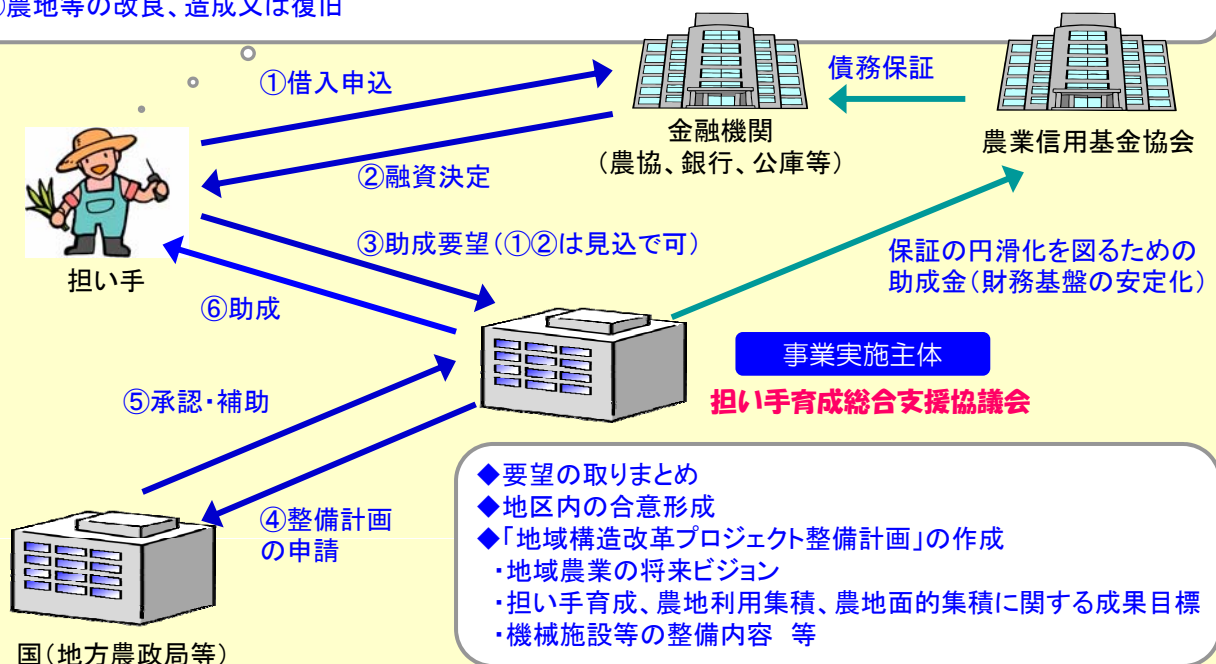 農地等の改良、造成又は復旧
①借入申込
債務保証
金融機関
（農協、銀行、公庫等）
農業信用基金協会
②融資決定
③助成要望（①②は見込で可）
保証の円滑化を図るための
助成金（財務基盤の安定化）
担い手
⑥助成
事業実施主体
担い手育成総合支援協議会
⑤承認・補助
④整備計画
の申請
◆要望の取りまとめ
◆地区内の合意形成
◆「地域構造改革プロジェクト整備計画」の作成
・地域農業の将来ビジョン
・担い手育成、農地利用集積、農地面的集積に関する成果目標
・機械施設等の整備内容　等
国（地方農政局等）